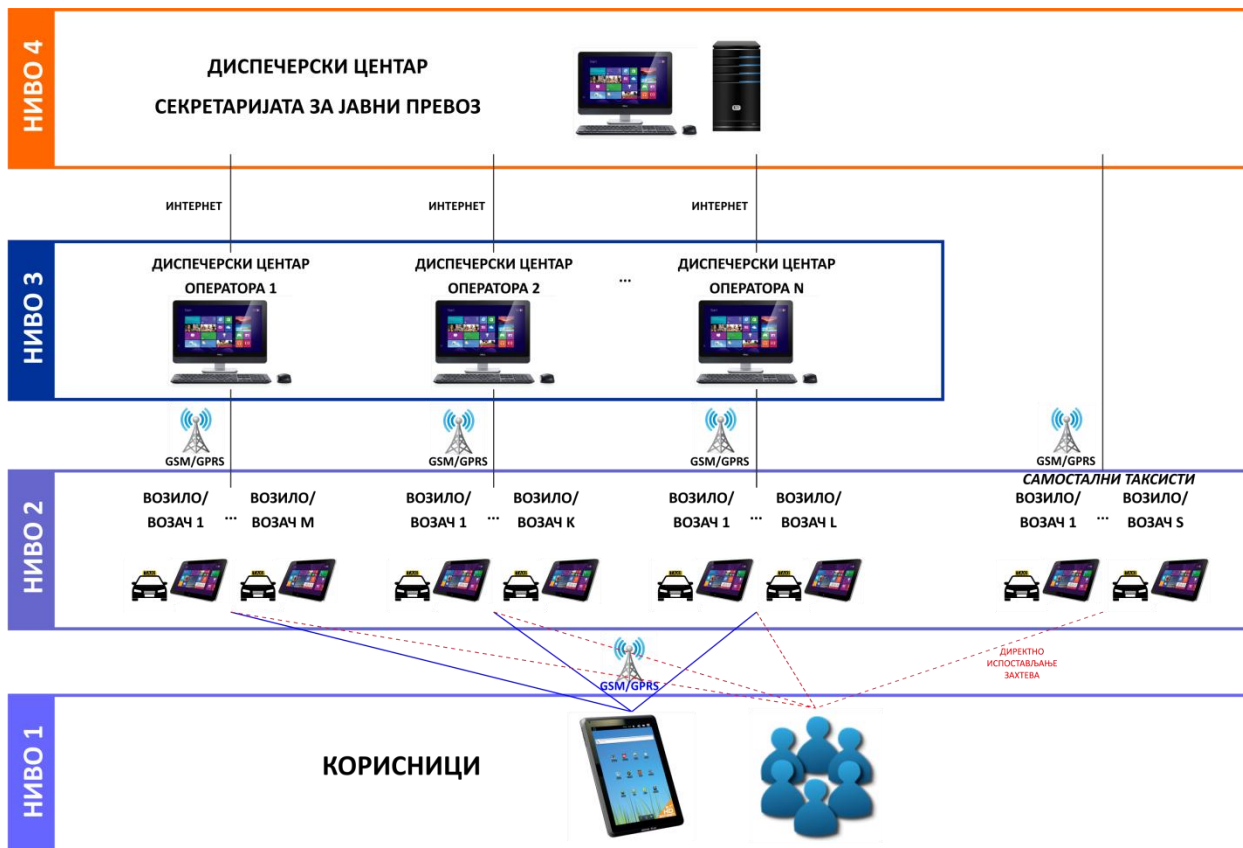 НИВО 4
ДИСПЕЧЕРСКИ ЦЕНТАР
СЕКРЕТАРИЈАТА ЗА ЈАВНИ ПРЕВОЗ
ИНТЕРНЕТ
ИНТЕРНЕТ
ИНТЕРНЕТ
НИВО 3
ДИСПЕЧЕРСКИ ЦЕНТАР
ОПЕРАТОРА 1
ДИСПЕЧЕРСКИ ЦЕНТАР
ОПЕРАТОРА 2
...
ДИСПЕЧЕРСКИ ЦЕНТАР
ОПЕРАТОРА N
GSM/GPRS
GSM/GPRS
GSM/GPRS
GSM/GPRS
НИВО 2
САМОСТАЛНИ ТАКСИСТИ
ВОЗИЛО/
ВОЗАЧ 1
...
ВОЗИЛО/
ВОЗАЧ M
ВОЗИЛО/
ВОЗАЧ 1
...
ВОЗИЛО/
ВОЗАЧ K
ВОЗИЛО/
ВОЗАЧ 1
...
ВОЗИЛО/
ВОЗАЧ L
ВОЗИЛО/
ВОЗАЧ 1
...
ВОЗИЛО/
ВОЗАЧ S
GSM/GPRS
ДИРЕКТНО
ИСПОСТАВЉАЊЕ
ЗАХТЕВА
НИВО 1
КОРИСНИЦИ